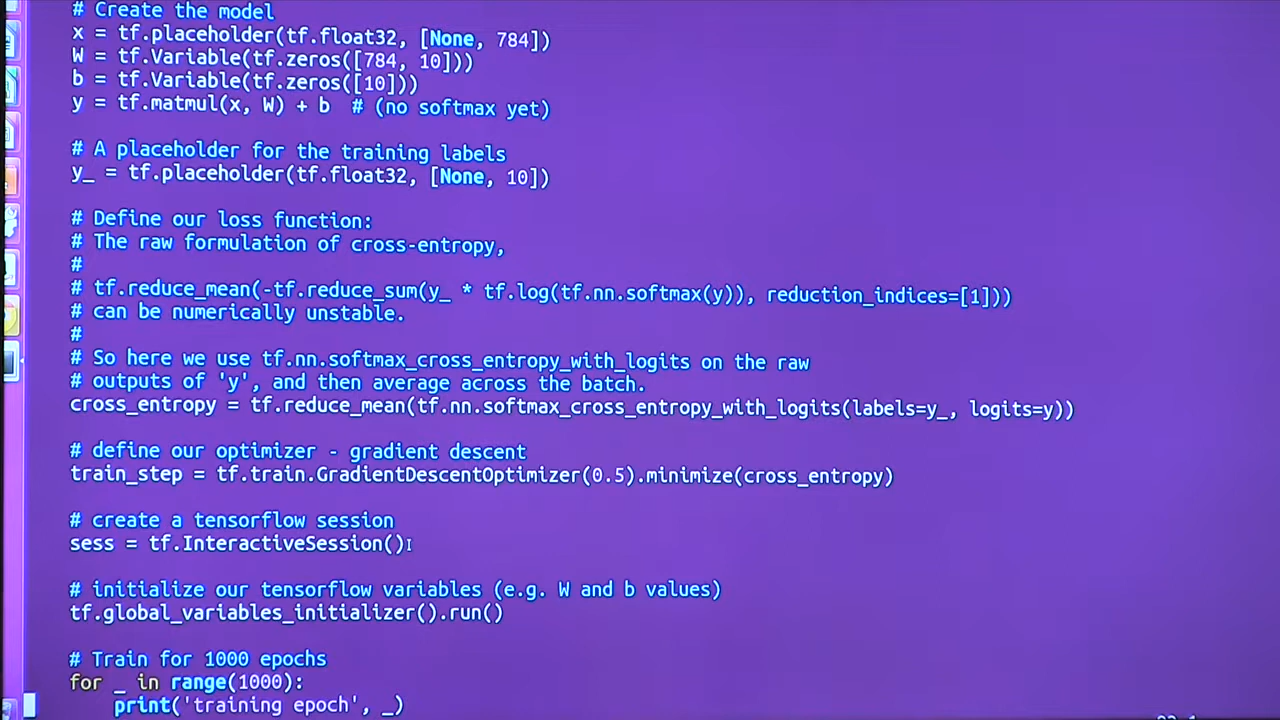 # Create the model
x = tf.placeholder(tf.float32, [None, 784])
W = tf.Variable(tf.zeros([784, 10]))
b = tf.Variable(tf.zeros([10]))
y = tf.matmul(x, W) + b  # (no softmax yet)
# A placeholder for the training labels
y_ = tf.placeholder(tf.float32, [None, 10])
# Define our loss function:
# The raw formulation of cross-entropy,
#
# tf.reduce_mean(-tf.reduce_sum(y_ * tf.log(tf.nn.softmax(y)), reduction_indices=[1]))
# can be numerically unstable.
#
# So here we use tf.nn.softmax_cross_entropy_with_logits on the raw
# outputs of 'y', and then average across the batch.
cross_entropy = tf.reduce_mean(tf.nn.softmax_cross_entropy_with_logits(labels=y_, logits=y))
# define our optimizer - gradient descent
train_step = tf.train.GradientDescentOptimizer(0.5).minimize(cross_entropy)
# create a tensorflow session
sess = tf.InteractiveSession()
# initialize our tensorflow variables (e.g. W and b values)
tf.global_variables_initializer().run()
# Train for 1000 epochs
for _ in range(1000):
print('training epoch', _)